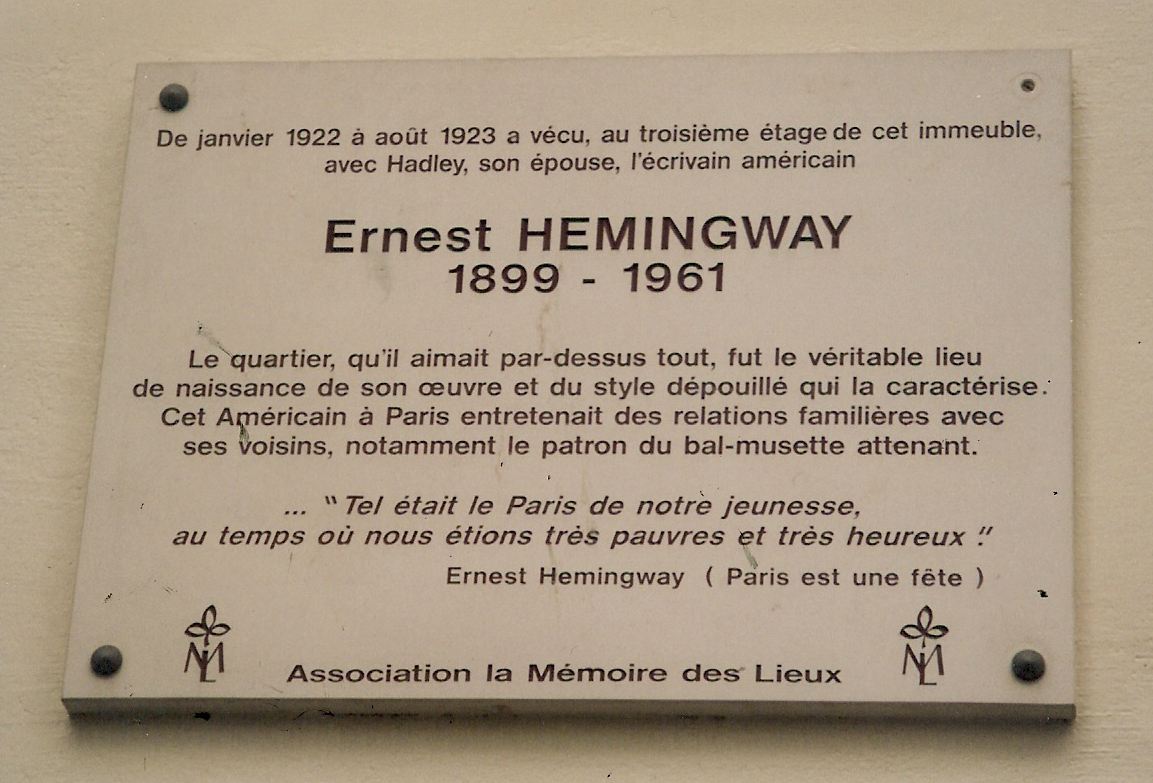 De janvier 1922 à août 1923 a vécu, au troisième étage de cet immeuble,
avec Hadley, son épouse, l'écrivain américain
Ernest HEMINGWAY
1899 - 1961
Le quartier, qu'il aimait par-dessus tout, fut le véritable lieu
de naissance de son œuvre et du style dépouillé qui la caractérise.
Cet Américain à Paris entretenait des relations familières avec
ses voisins, notamment le patron du bal-musette attenant.
... “ Tel était le Paris de notre jeunesse,
au temps où nous étions très pauvres et très heureux .”
Ernest Hemingway ( Paris est une fête )
Association la Mémoire des Lieux